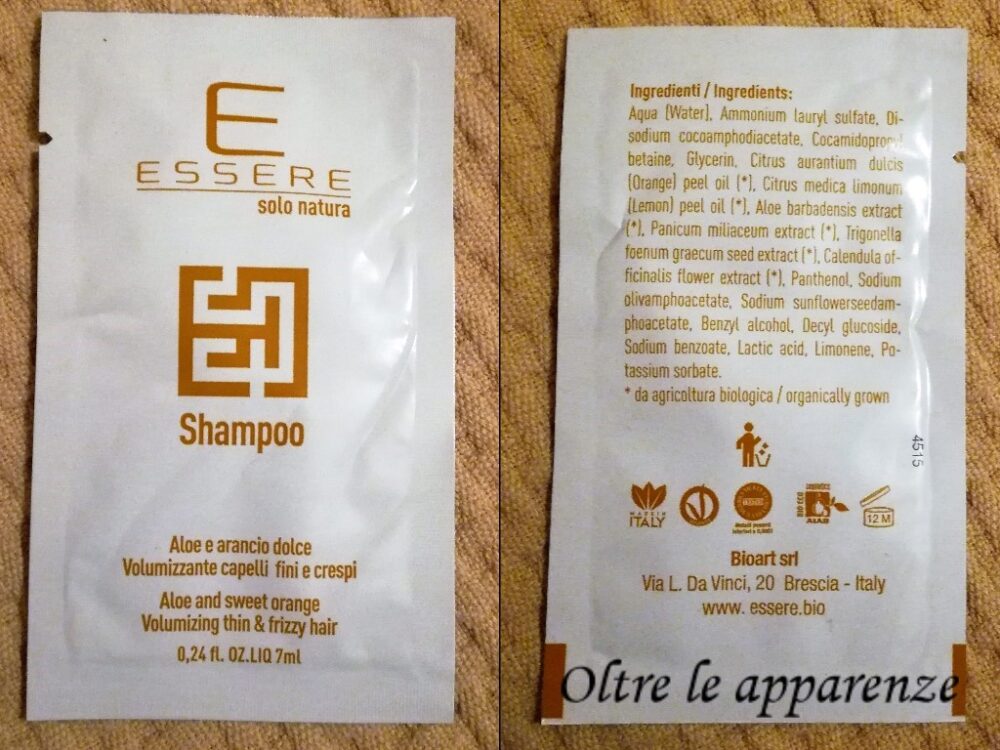 E
ESSERE
solo natura
Shampoo
Aloe e arancio dolce
Volumizzante capelli fini e crespi
Aloe and sweet orange
Volumizing thin & frizzy hair
0,24 fl. OZ.LIQ 7ml
Ingredienti / Ingredients:
Aqua (Water), Ammonium lauryl sulfate, Di-
sodium cocoamphodiacetate, Cocamidopropyl
betaine, Glycerin, Citrus aurantium dulcis
(Orange) peel oil (*), Citrus medica limonum
(Lemon) peel oil (*), Aloe barbadensis extract
(*), Panicum miliaceum extract (*), Trigonella
foenum graecum seed extract (*), Calendula of-
ficinalis flower extract (*), Panthenol, Sodium
olivamphoacetate, Sodium sunflowerseedam-
phoacetate, Benzyl alcohol, Decyl glucoside,
Sodium benzoate, Lactic acid, Limonene, Po-
tassium sorbate.
* da agricoltura biologica / organically grown
4515
MADE IN
ITALY
BIO ECO
AIAB
12 M
Bioart srl
Via L. Da Vinci, 20 Brescia - Italy
www. essere.bio
Oltre le apparenze